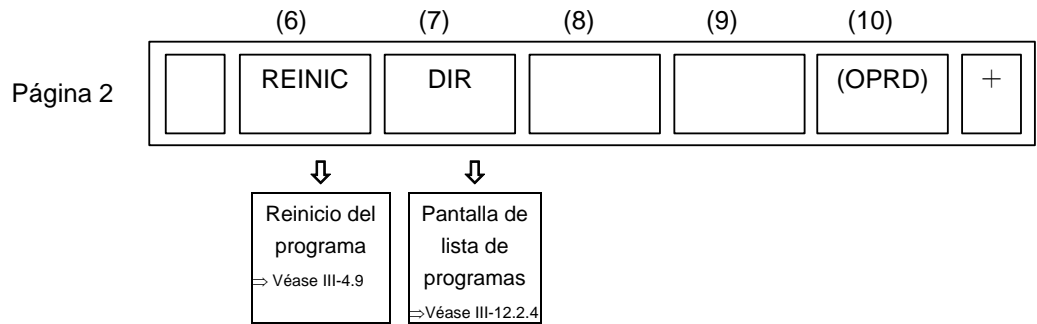 (6) (7) (8) (9) (10)
Página 2
REINIC DIR (OPRD) +
Reinicio del
programa
⇒ Véase III-4.9
Pantalla de
lista de
programas
⇒Véase III-12.2.4